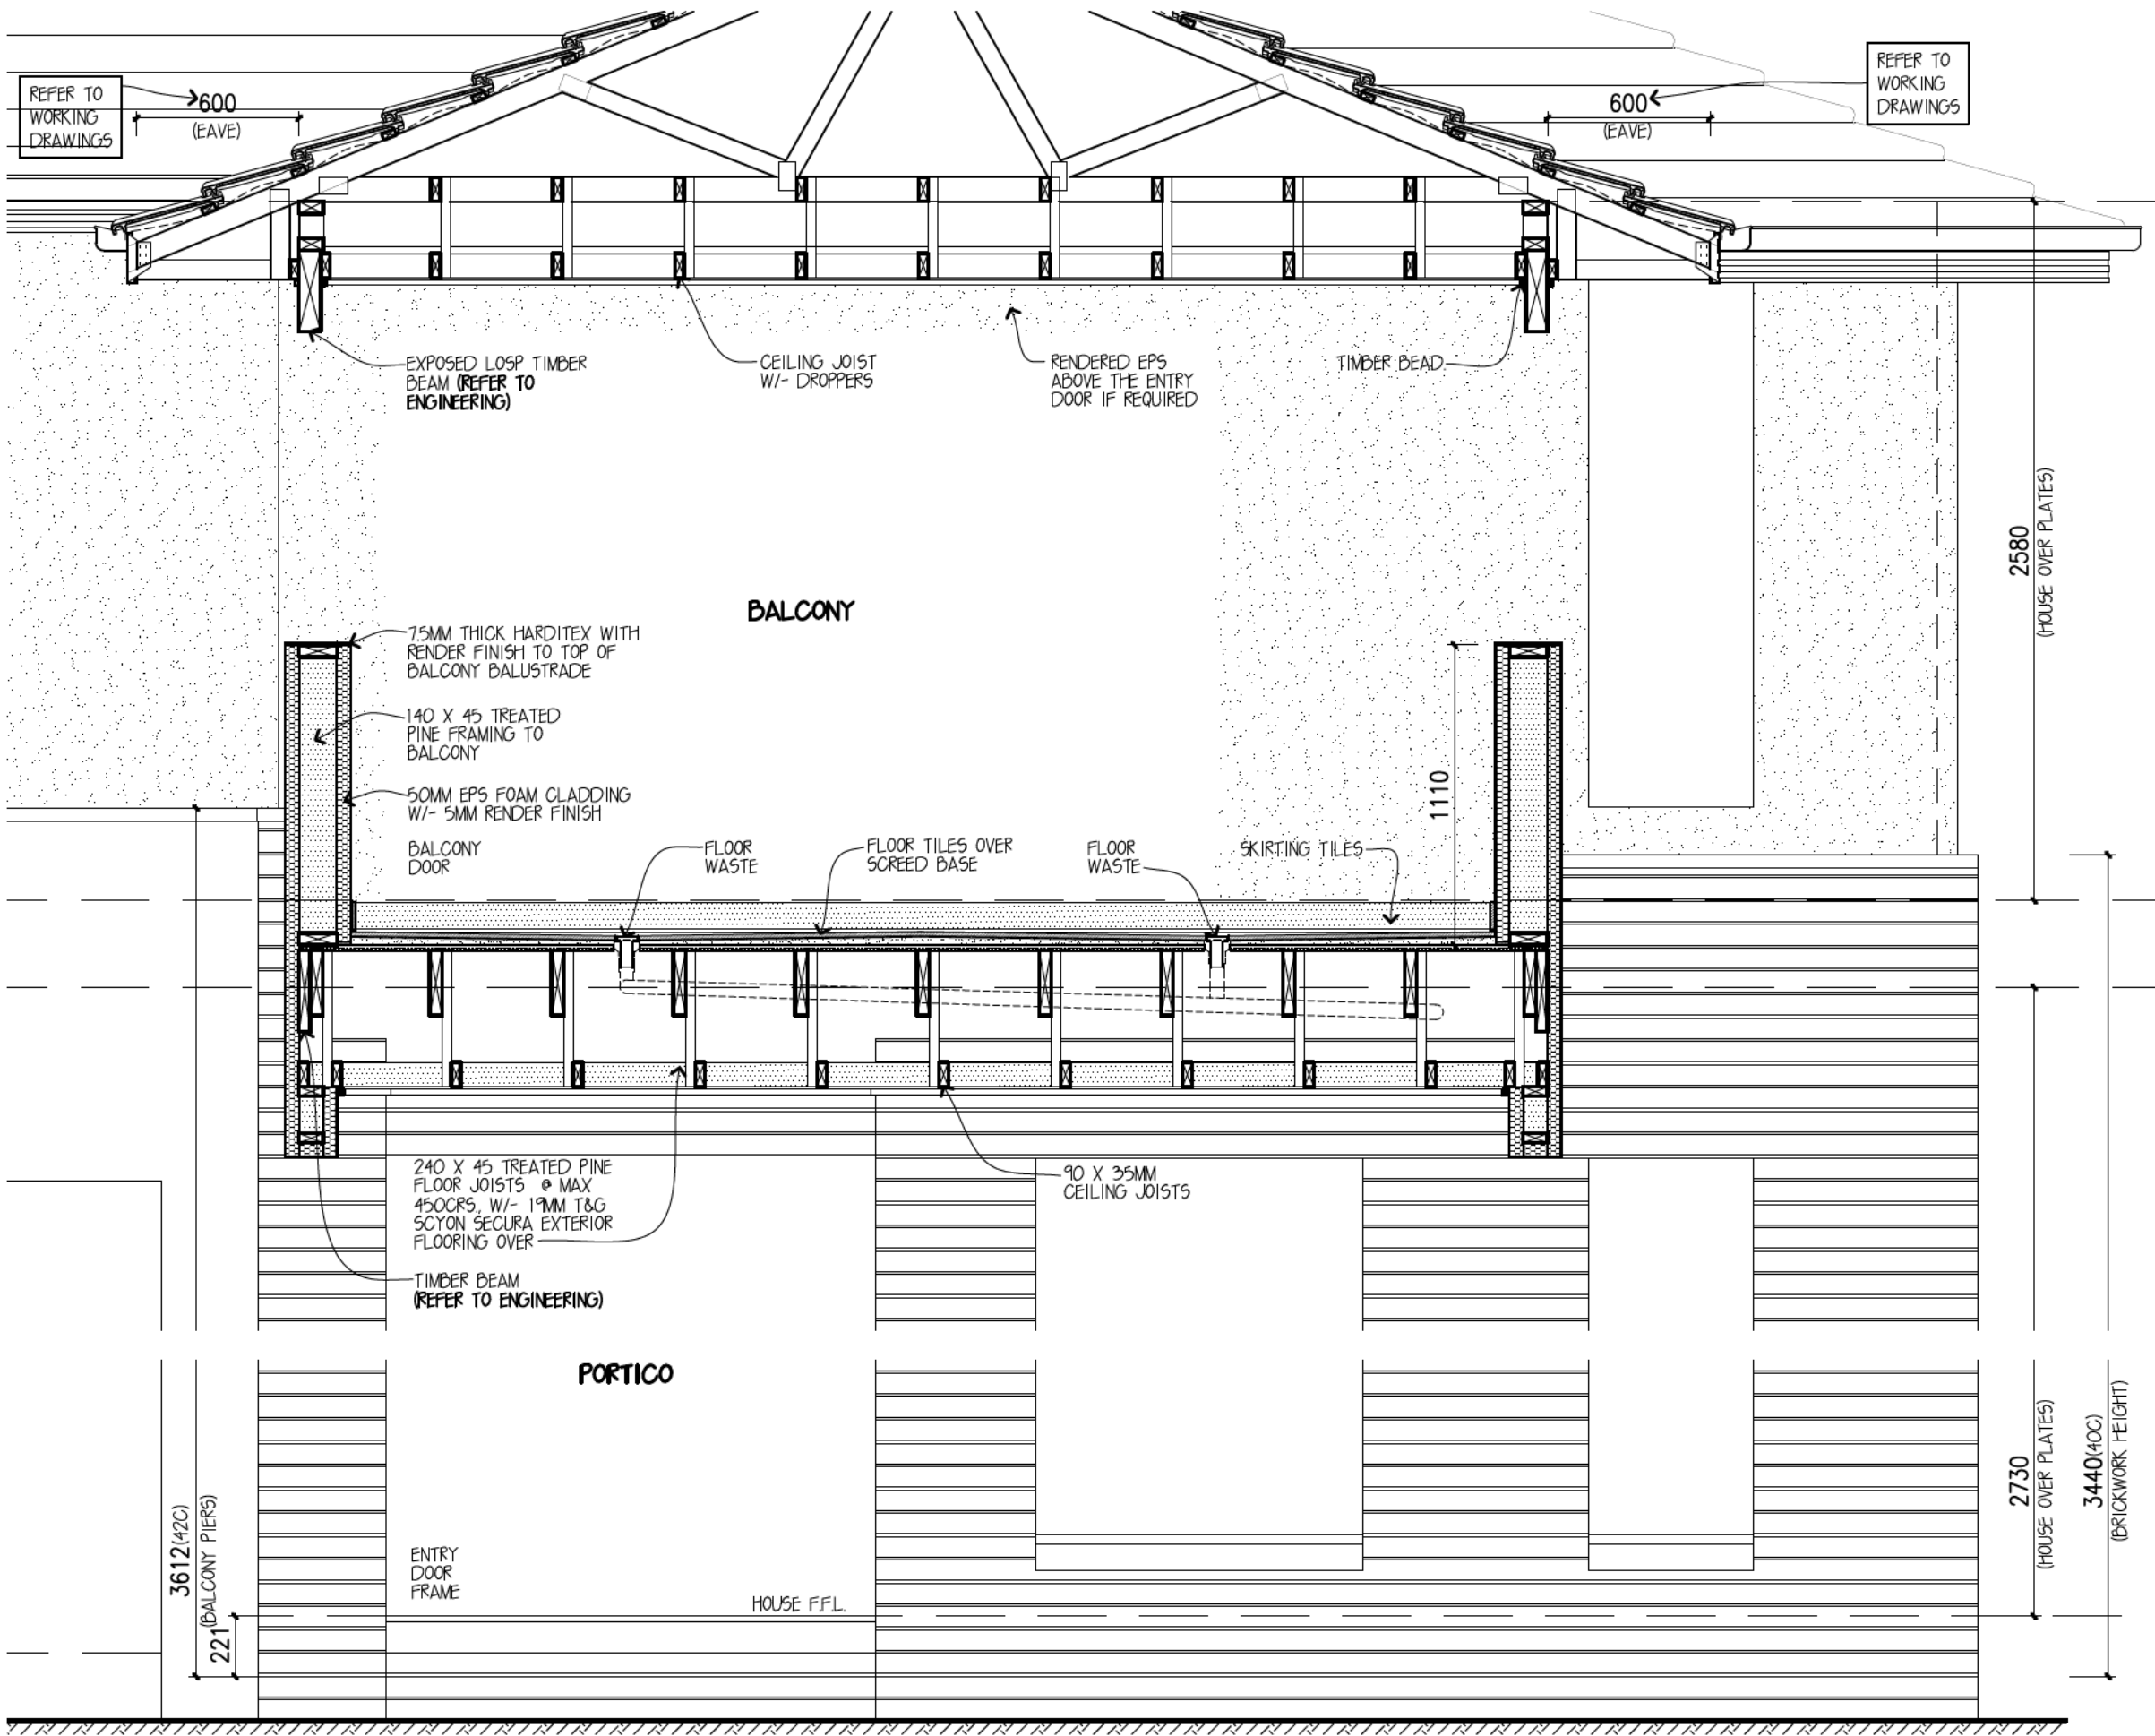 REFER TO
WORKING
DRAWINGS
600
(EAVE)
600
(EAVE)
REFER TO
WORKING
DRAWINGS
EXPOSED LOSP TIMBER
BEAM (REFER TO
ENGINEERING)
CEILING JOIST
W/- DROPPERS
RENDERED EPS
ABOVE THE ENTRY
DOOR IF REQUIRED
TIMBER BEAD
2580
(HOUSE OVER PLATES)
BALCONY
7.5MM THICK HARDITEX WITH
RENDER FINISH TO TOP OF
BALCONY BALUSTRADE
140 X 45 TREATED
PINE FRAMING TO
BALCONY
50MM EPS FOAM CLADDING
W/- 5MM RENDER FINISH
1110
BALCONY
DOOR
FLOOR
WASTE
FLOOR TILES OVER
SCREED BASE
FLOOR
WASTE
SKIRTING TILES
240 X 45 TREATED PINE
FLOOR JOISTS @ MAX
450CRS., W/- 19MM T&G
SCYON SECURA EXTERIOR
FLOORING OVER
90 X 35MM
CEILING JOISTS
TIMBER BEAM
(REFER TO ENGINEERING)
PORTICO
3612(42C)
(BALCONY PIERS)
221
ENTRY
DOOR
FRAME
HOUSE F.F.L.
2730
(HOUSE OVER PLATES)
3440(40C)
(BRICKWORK HEIGHT)